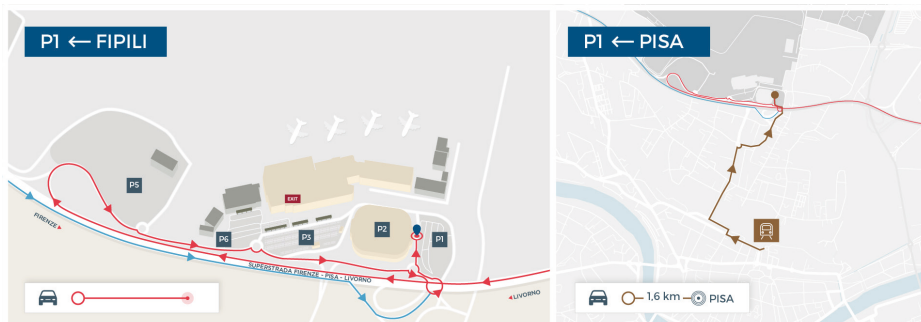 P1 ← FIPILI
EXIT
P5
P6
P3
P2
P1
FIRENZE
SUPERSTRADA FIRENZE - PISA - LIVORNO
LIVORNO
P1 ← PISA
1,6 km
PISA